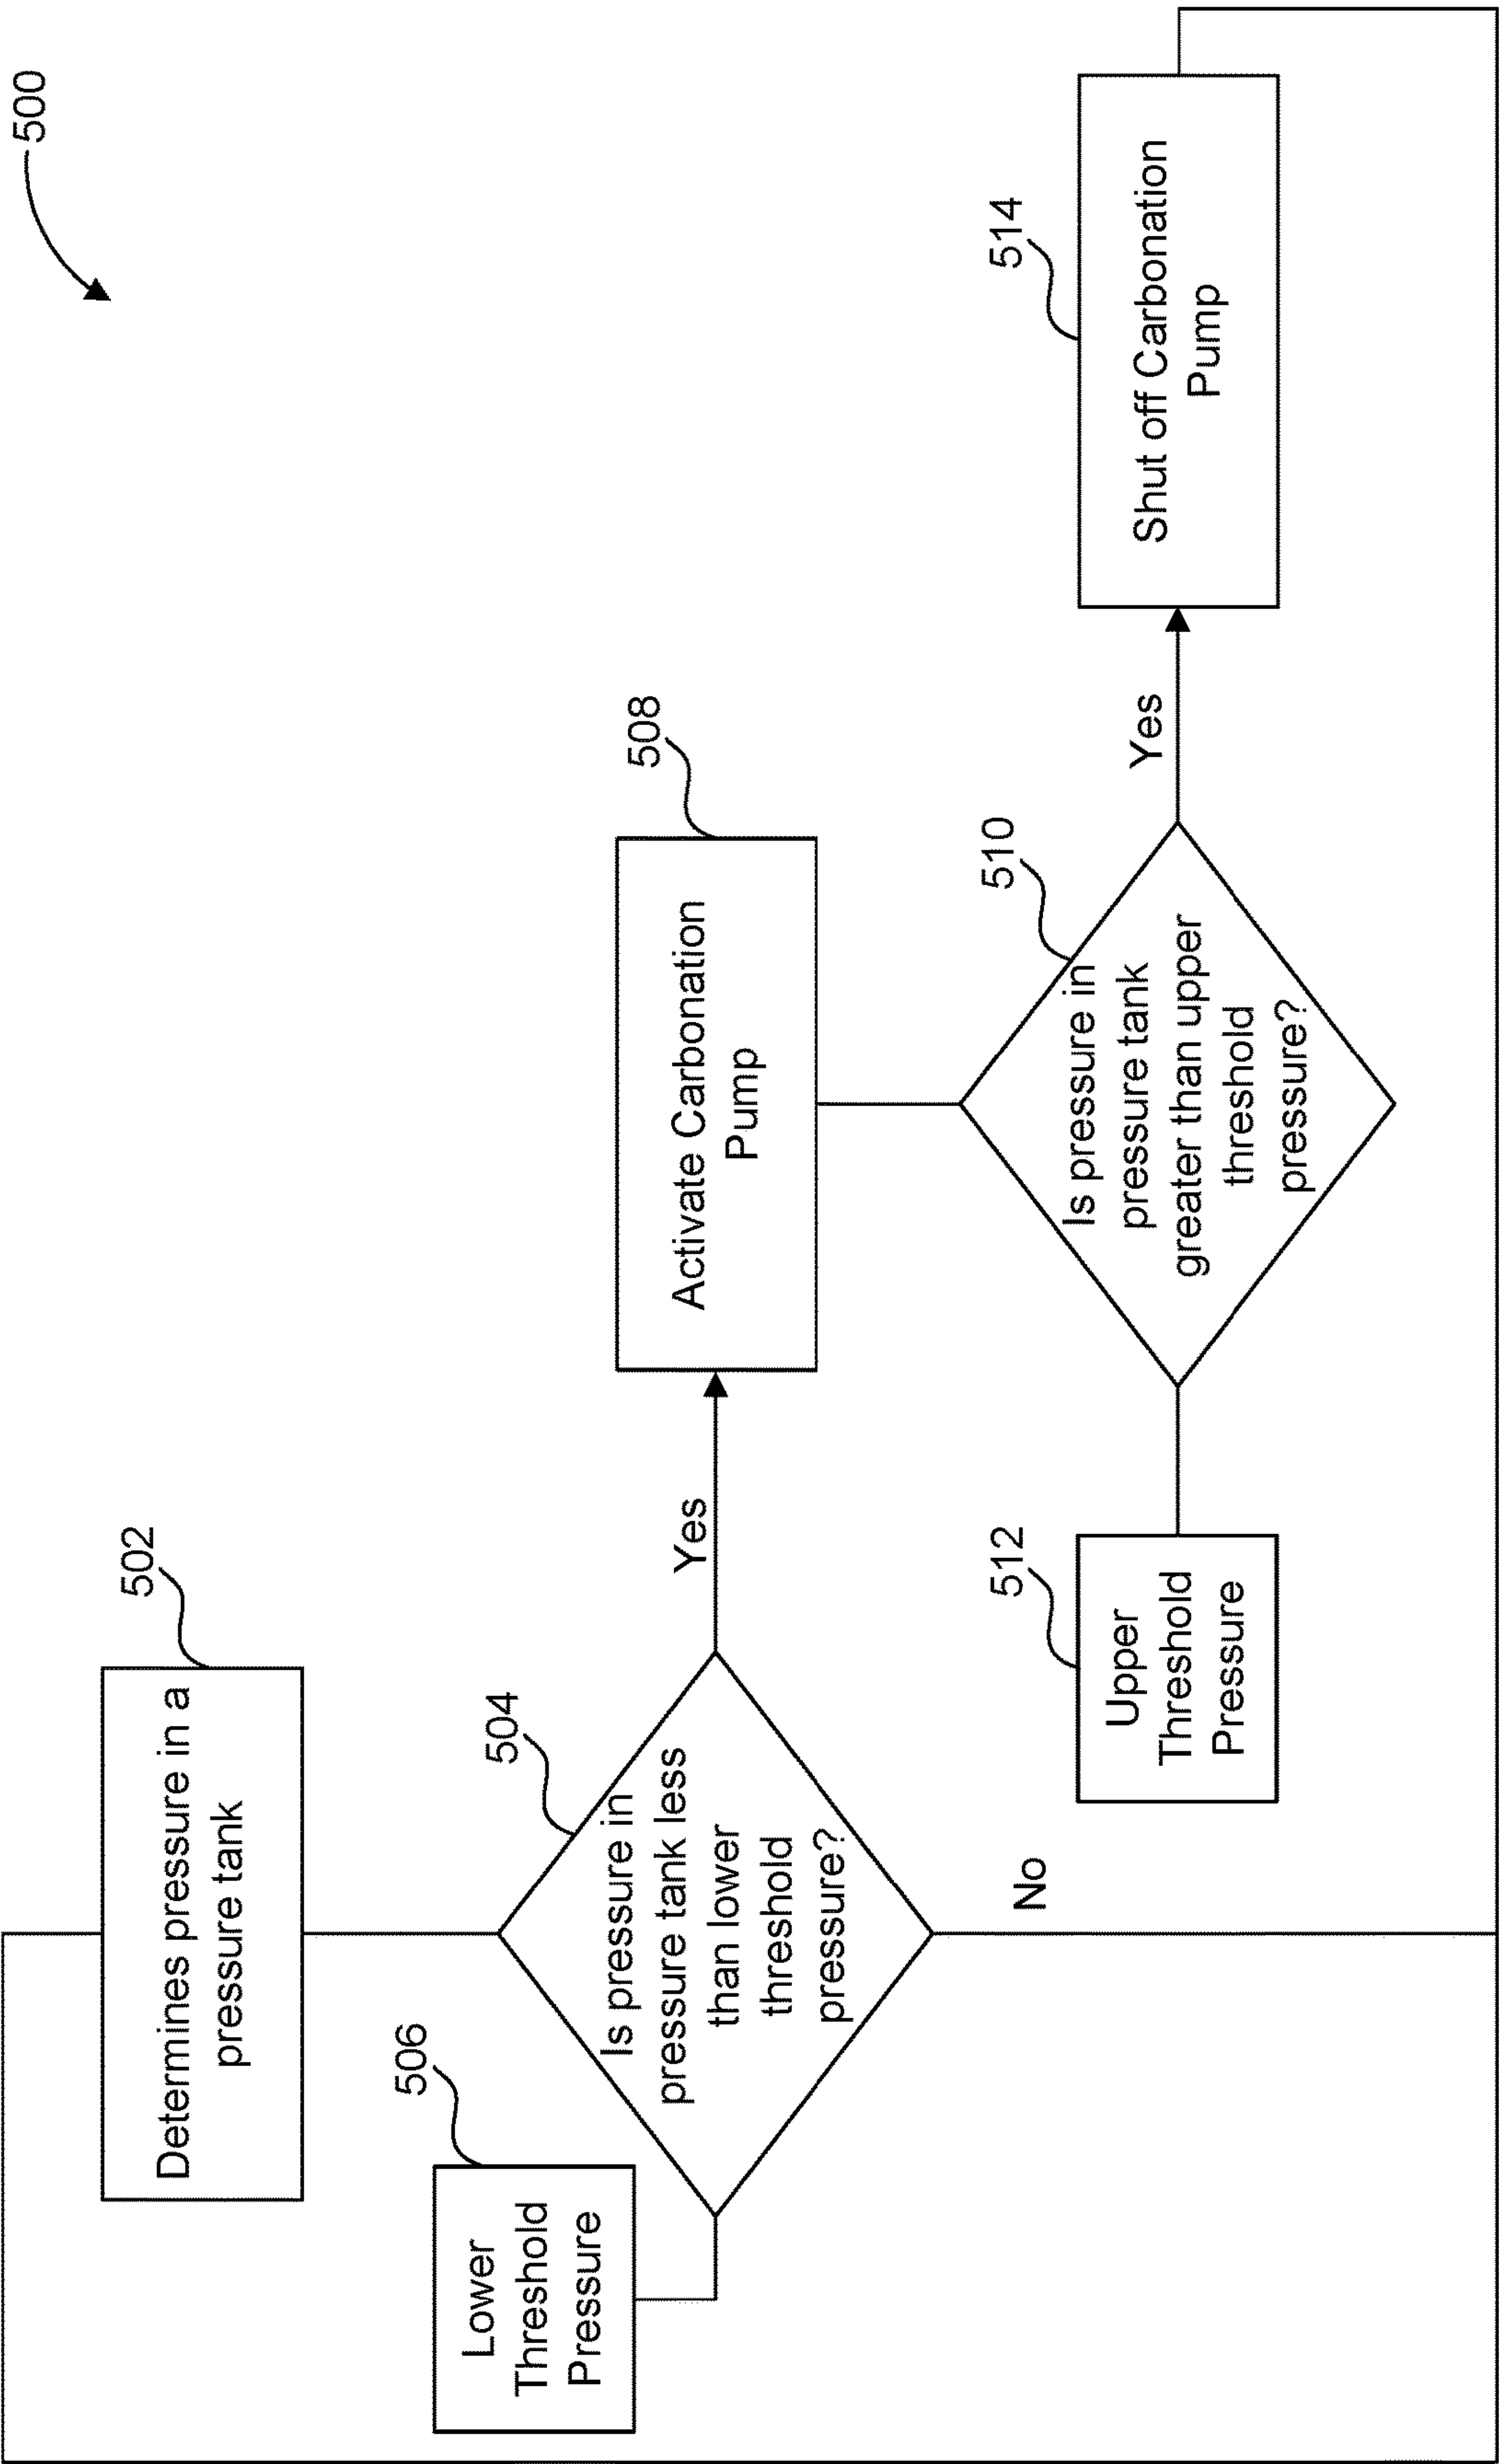 500
502
Determines pressure in a
pressure tank
504
Is pressure in
pressure tank less
than lower
threshold
pressure?
506
Lower
Threshold
Pressure
Yes
No
508
Activate Carbonation
Pump
510
Is pressure in
pressure tank
greater than upper
threshold
pressure?
512
Upper
Threshold
Pressure
Yes
514
Shut off Carbonation
Pump